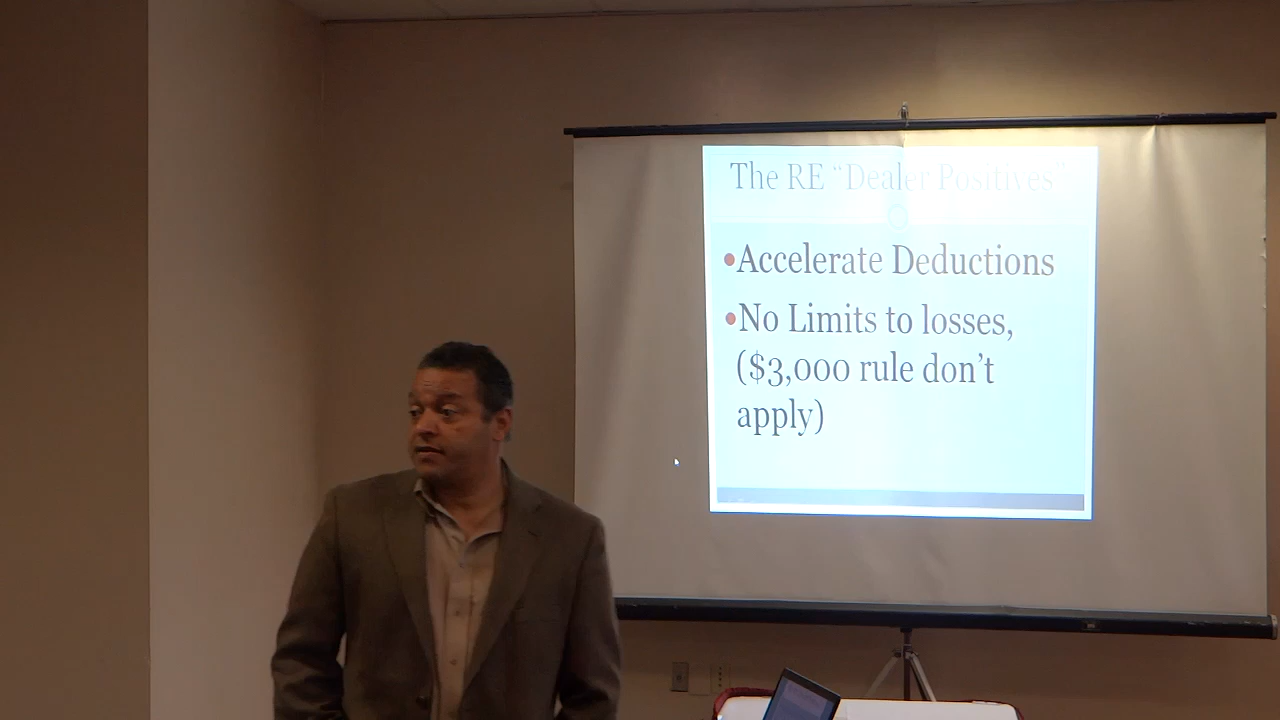 The RE “Dealer Positives”
•Accelerate Deductions
•No Limits to losses,
($3,000 rule don’t
apply)